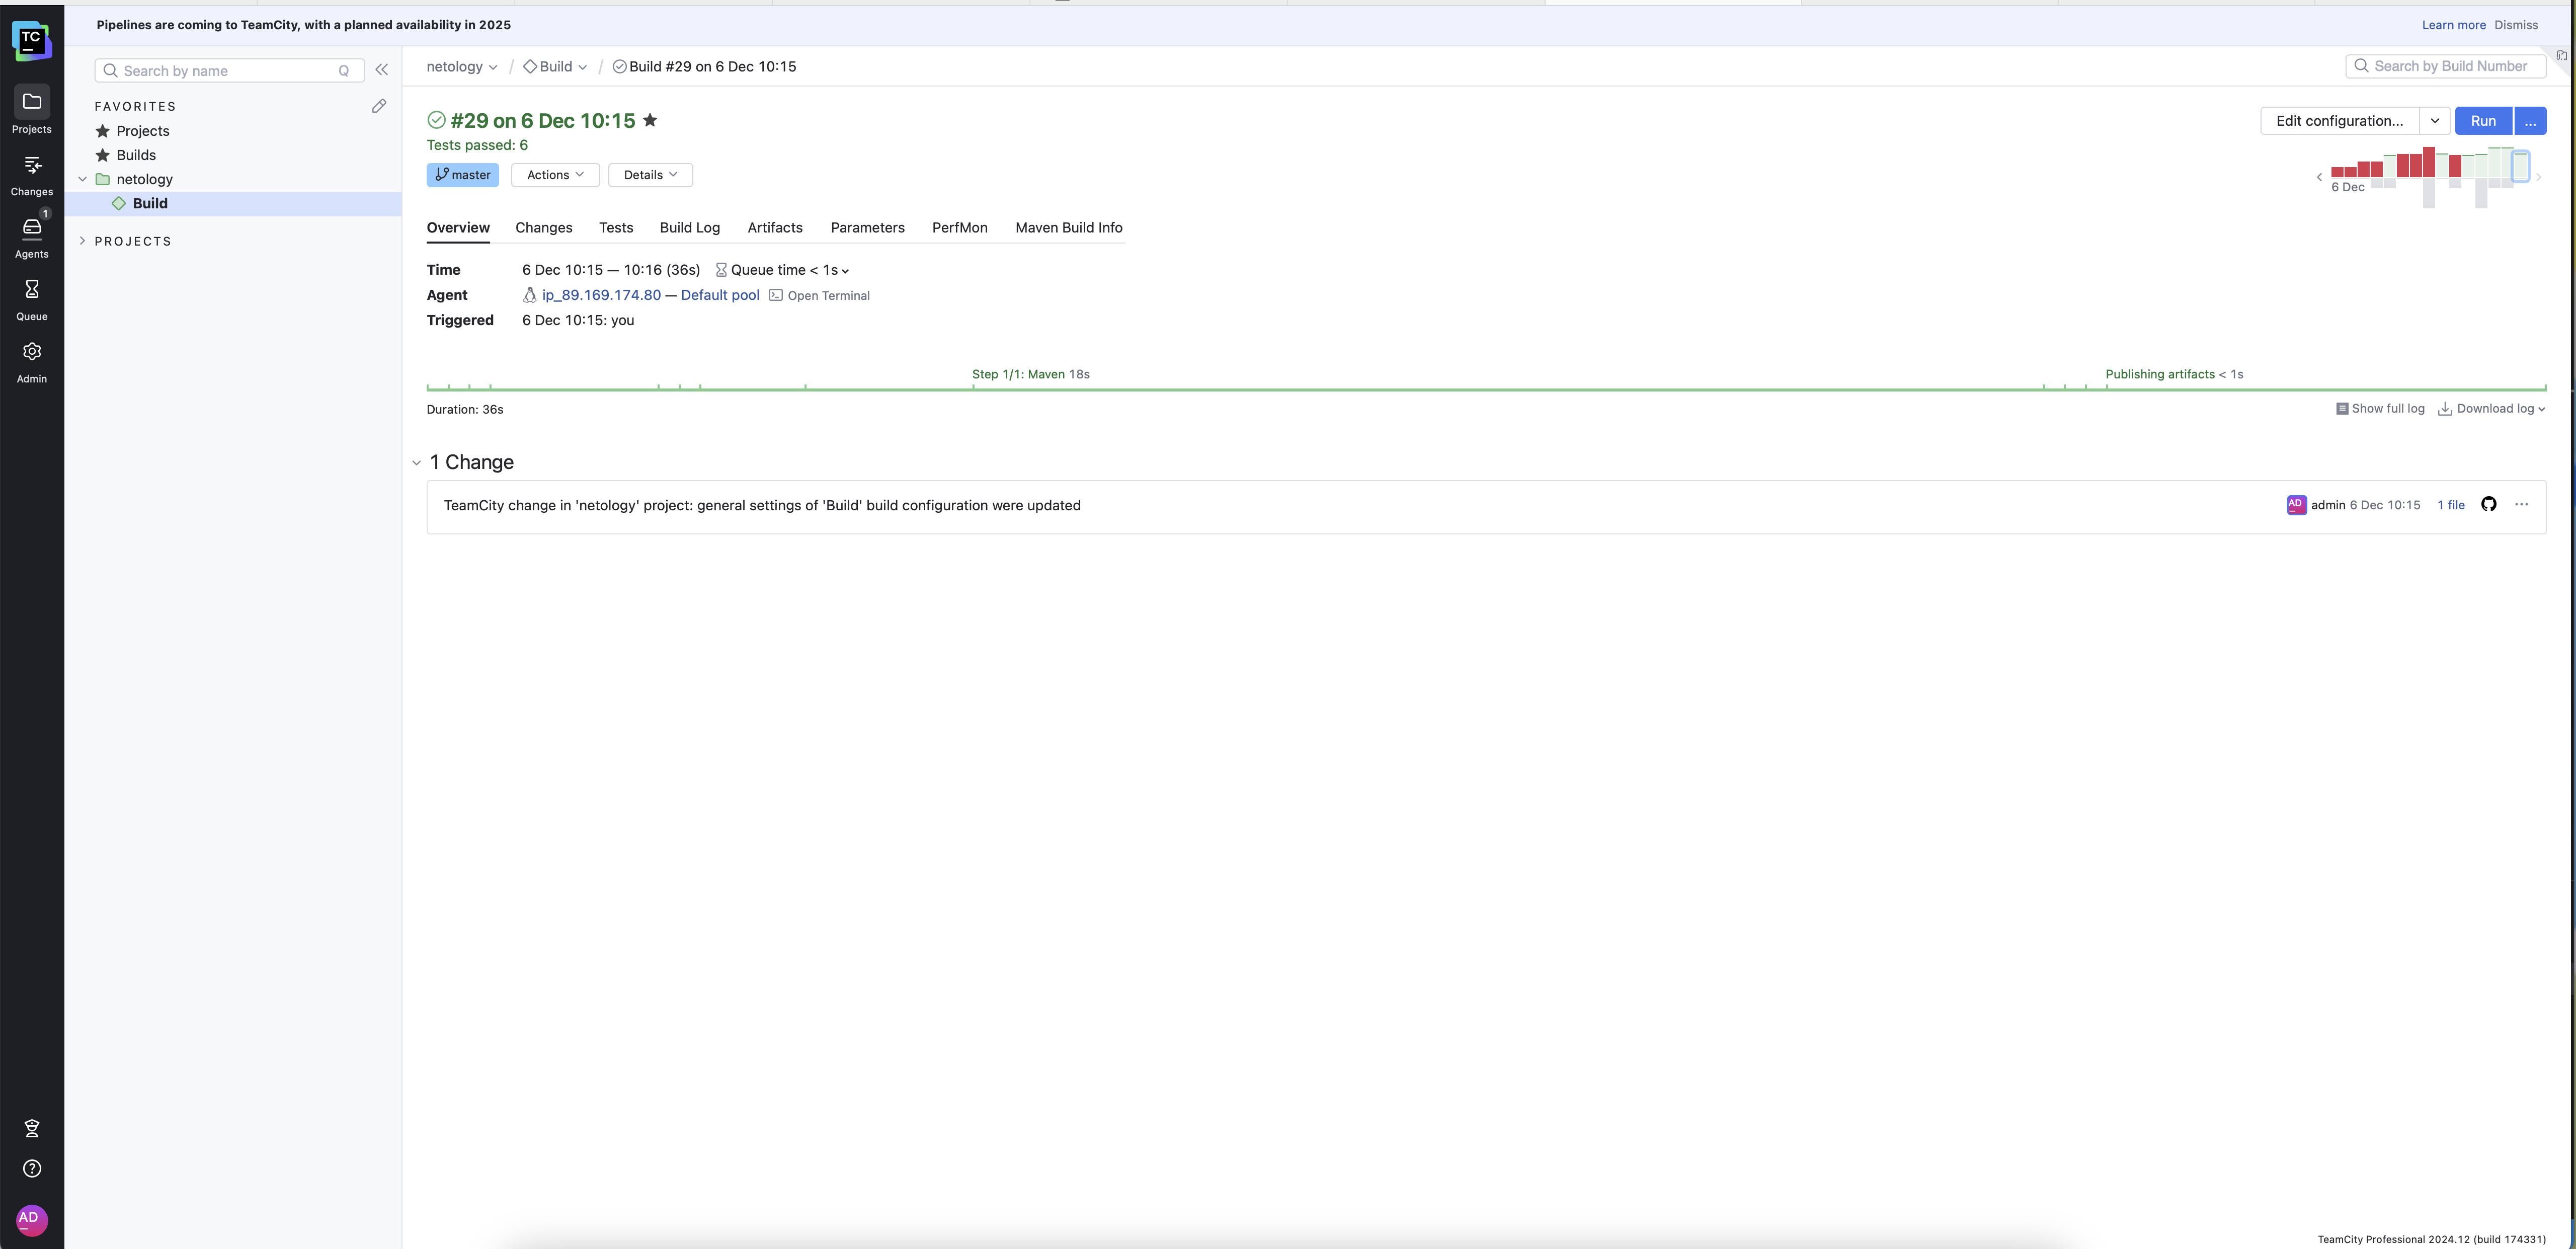 Pipelines are coming to TeamCity, with a planned availability in 2025
Learn more Dismiss
TC
Projects
Changes
1
Agents
Queue
Admin
AD
Search by name Q
FAVORITES
Projects
Builds
netology
Build
PROJECTS
netology / Build / Build #29 on 6 Dec 10:15
Search by Build Number
#29 on 6 Dec 10:15
Edit configuration... Run ...
Tests passed: 6
master Actions Details
6 Dec
Overview Changes Tests Build Log Artifacts Parameters PerfMon Maven Build Info
Time 6 Dec 10:15 — 10:16 (36s) Queue time < 1s
Agent ip_89.169.174.80 — Default pool Open Terminal
Triggered 6 Dec 10:15: you
Step 1/1: Maven 18s Publishing artifacts < 1s
Duration: 36s Show full log Download log
1 Change
TeamCity change in 'netology' project: general settings of 'Build' build configuration were updated AD admin 6 Dec 10:15 1 file ...
TeamCity Professional 2024.12 (build 174331)